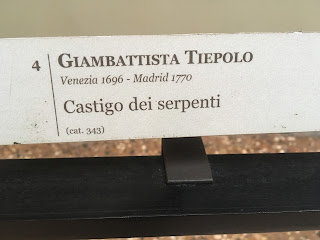 4
GIAMBATTISTA TIEPOLO
Venezia 1696 - Madrid 1770
Castigo dei serpenti
(cat. 343)